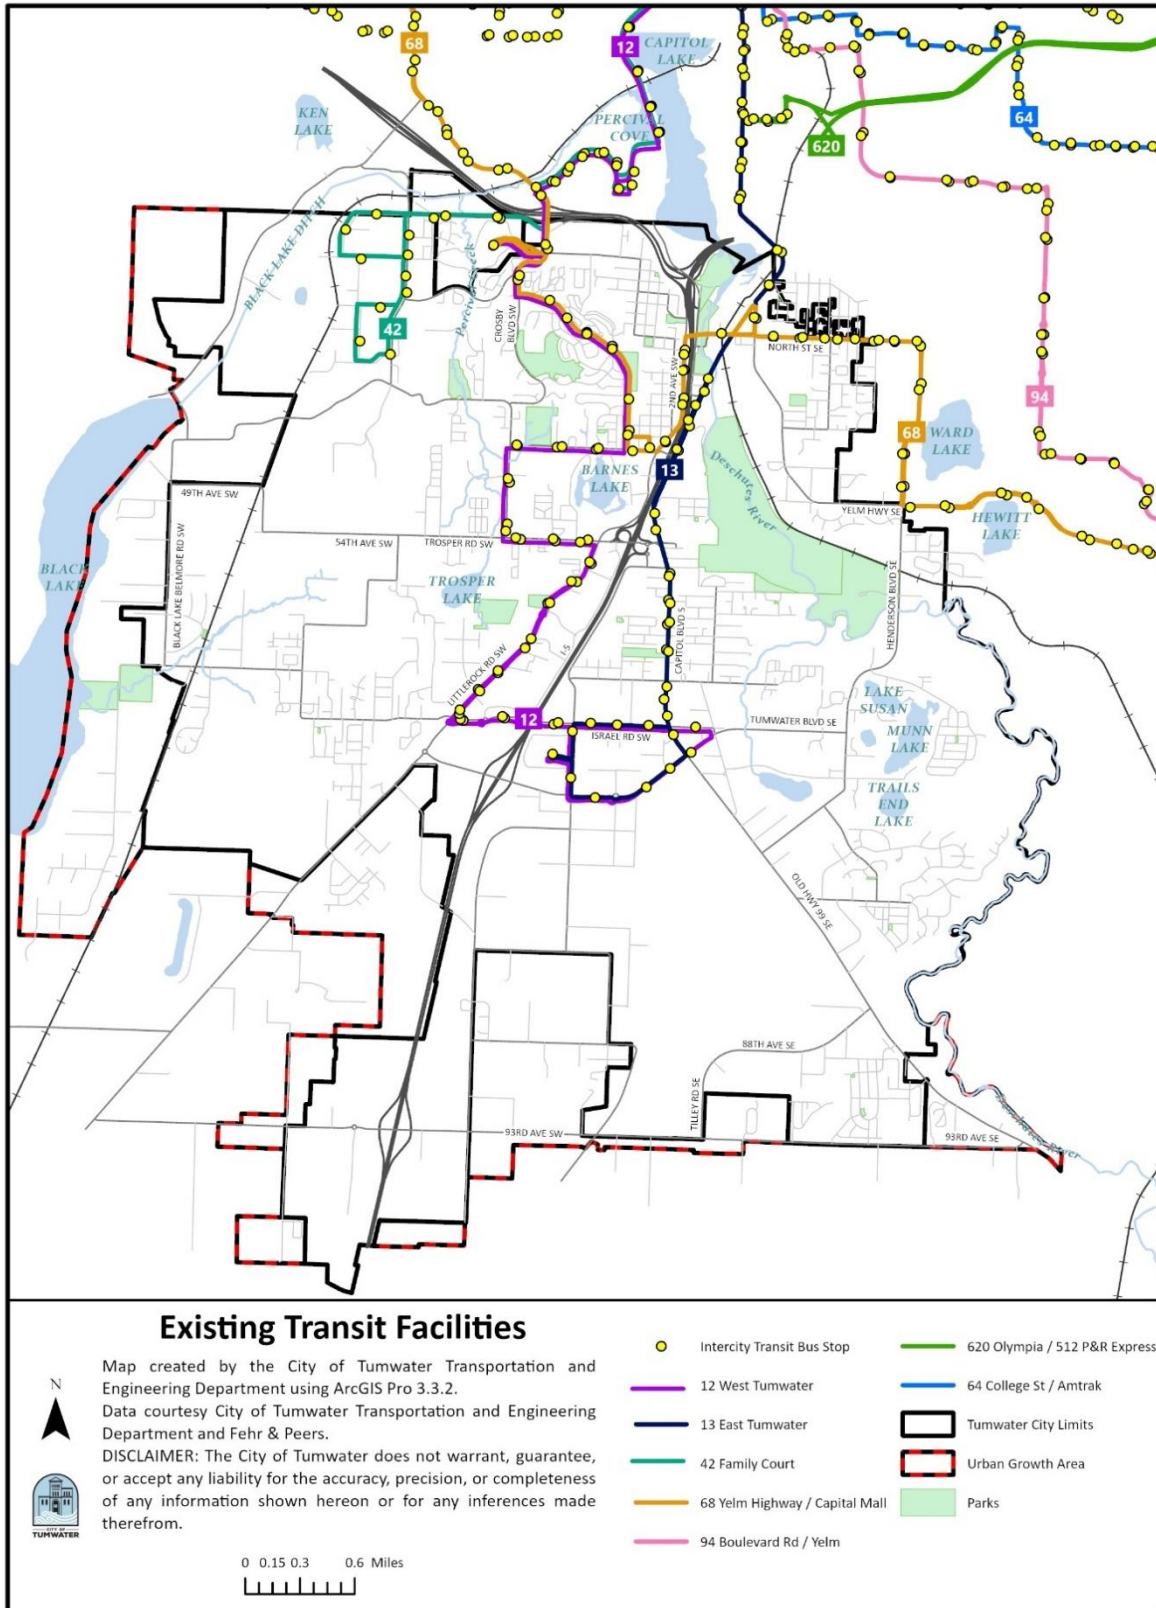 68
12
CAPITOL
LAKE
KEN
LAKE
PERCIVAL
COVE
64
620
BLACK LAKE DITCH
Percival Creek
42
CROSBY
BLVD SW
2ND AVE SW
NORTH ST SE
94
68
WARD
LAKE
13
BARNES
LAKE
Deschutes River
49TH AVE SW
YELM HWY SE
HEWITT
LAKE
54TH AVE SW
TROSPER RD SW
BLACK
LAKE
BLACK LAKE BELMORE RD SW
TROSPER
LAKE
HENDERSON BLVD SE
CAPITOL BLVD S
I-5
LITTLEROCK RD SW
LAKE
SUSAN
12
TUMWATER BLVD SE
ISRAEL RD SW
MUNN
LAKE
TRAILS
END
LAKE
OLD HWY 99 SE
88TH AVE SE
TILLEY RD SE
93RD AVE SW
93RD AVE SE
Deschutes River
Existing Transit Facilities
Map created by the City of Tumwater Transportation and
Engineering Department using ArcGIS Pro 3.3.2.
Data courtesy City of Tumwater Transportation and Engineering
Department and Fehr & Peers.
DISCLAIMER: The City of Tumwater does not warrant, guarantee,
or accept any liability for the accuracy, precision, or completeness
of any information shown hereon or for any inferences made
therefrom.
N
CITY OF
TUMWATER
0 0.15 0.3 0.6 Miles
Intercity Transit Bus Stop
12 West Tumwater
13 East Tumwater
42 Family Court
68 Yelm Highway / Capital Mall
94 Boulevard Rd / Yelm
620 Olympia / 512 P&R Express
64 College St / Amtrak
Tumwater City Limits
Urban Growth Area
Parks